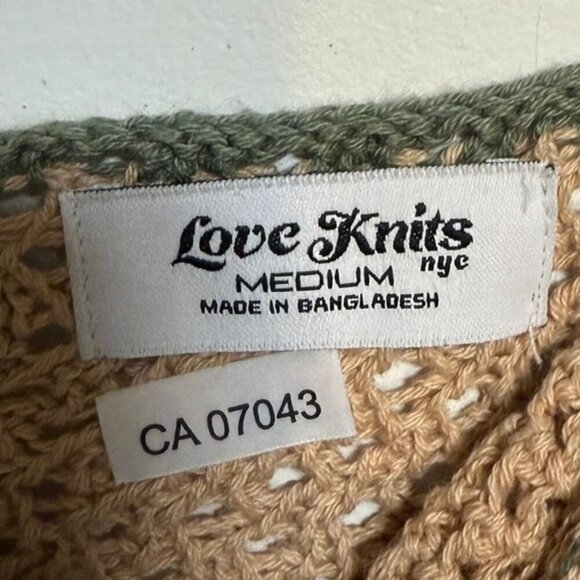 Love Knits
nyc
MEDIUM
MADE IN BANGLADESH
CA 07043